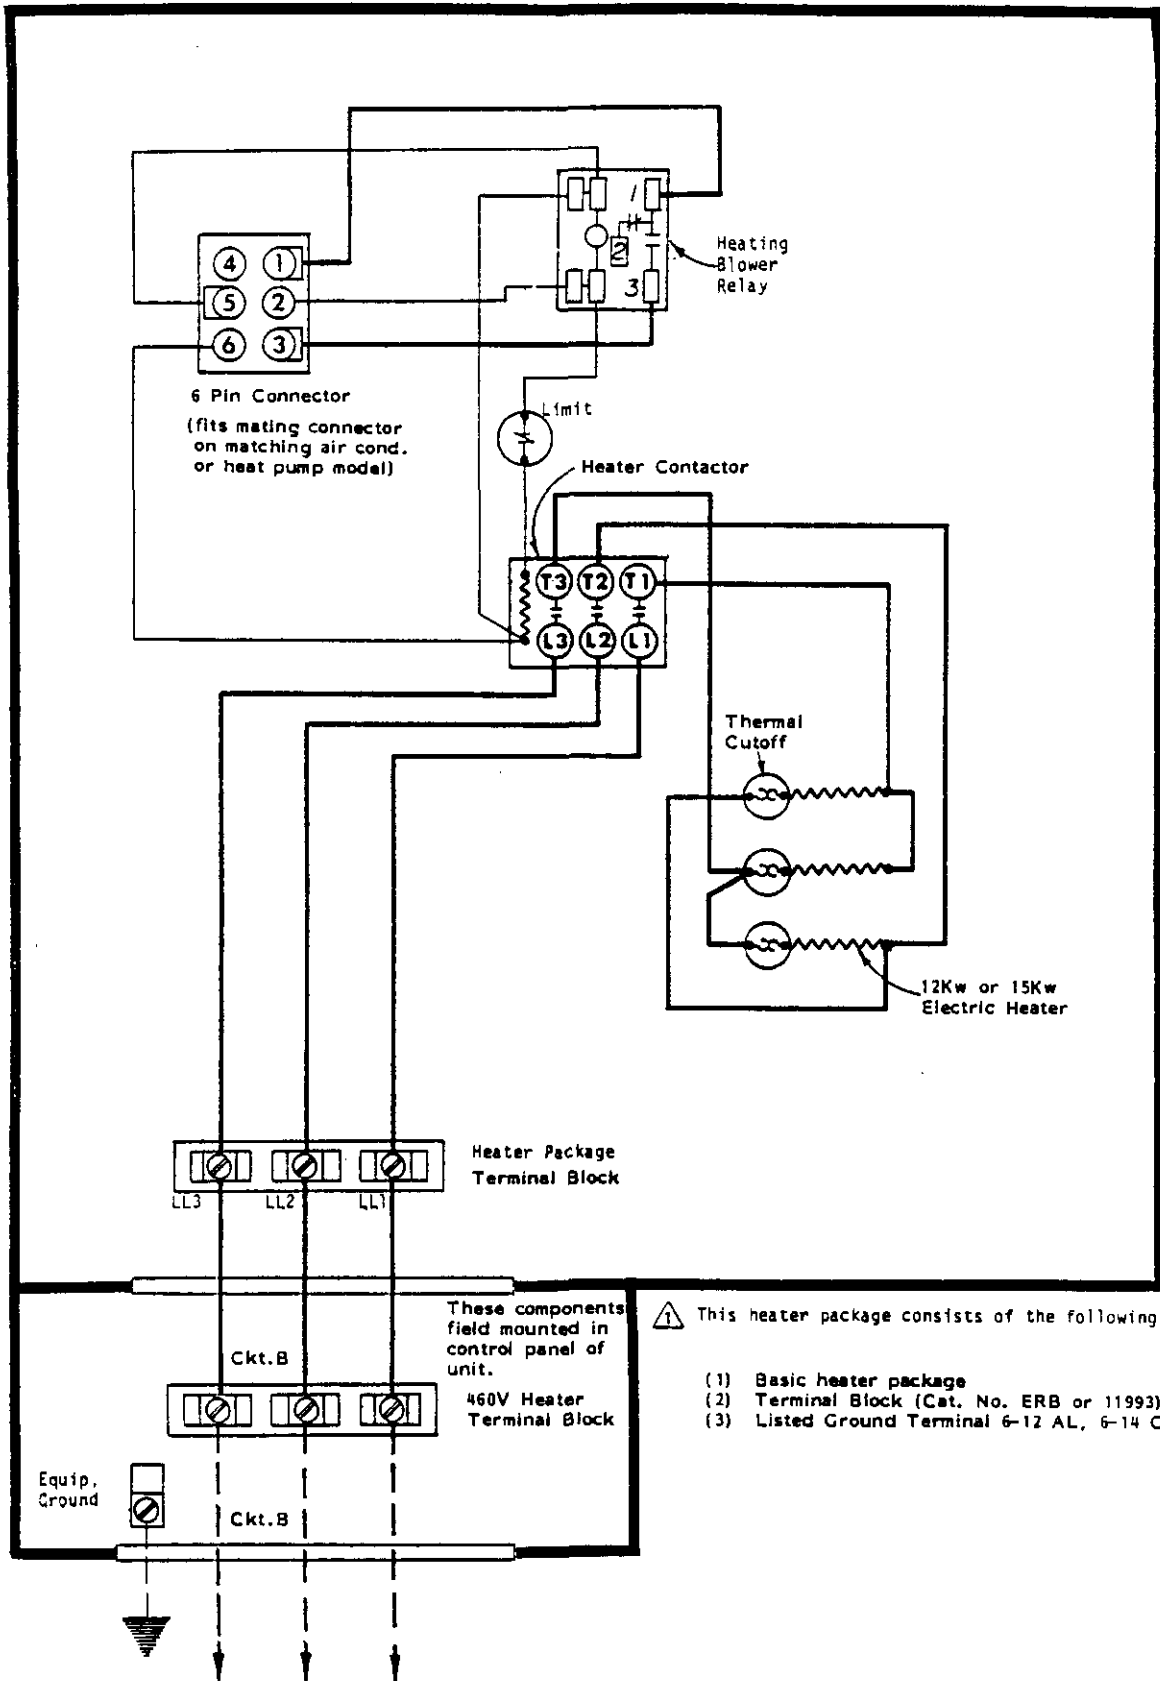 1
2
3
Heating
Blower
Relay
4 1
5 2
6 3
6 Pin Connector
(fits mating connector
on matching air cond.
or heat pump model)
Limit
Heater Contactor
T3 T2 T1
L3 L2 L1
Thermal
Cutoff
12Kw or 15Kw
Electric Heater
Heater Package
Terminal Block
LL3 LL2 LL1
These components
field mounted in
control panel of
unit.
Ckt.B
460V Heater
Terminal Block
1 This heater package consists of the following
(1) Basic heater package
(2) Terminal Block (Cat. No. ERB or 11993)
(3) Listed Ground Terminal 6-12 AL, 6-14 C
Equip.
Ground
Ckt.B